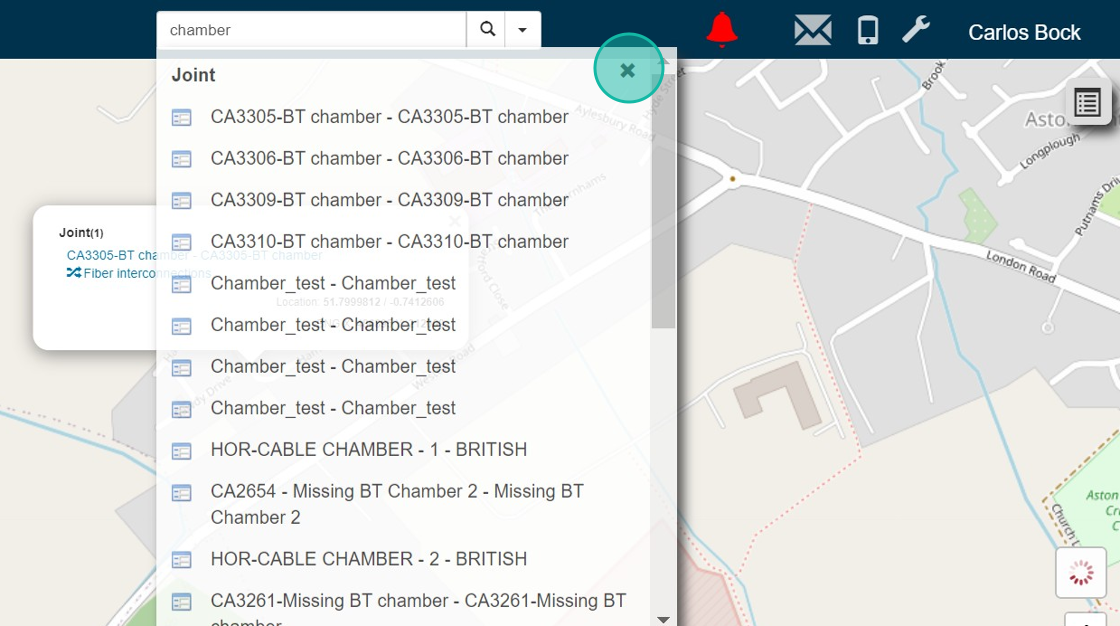 chamber
Carlos Bock
Joint
CA3305-BT chamber - CA3305-BT chamber
CA3306-BT chamber - CA3306-BT chamber
CA3309-BT chamber - CA3309-BT chamber
CA3310-BT chamber - CA3310-BT chamber
Chamber_test - Chamber_test
Chamber_test - Chamber_test
Chamber_test - Chamber_test
Chamber_test - Chamber_test
HOR-CABLE CHAMBER - 1 - BRITISH
CA2654 - Missing BT Chamber 2 - Missing BT
Chamber 2
HOR-CABLE CHAMBER - 2 - BRITISH
CA3261-Missing BT chamber - CA3261-Missing BT
chamber
Joint(1)
CA3305-BT chamber - CA3305-BT chamber
Fiber interconnections
Location: 51.7999812 / -0.7412606
Aylesbury Road
Street
Brook
Longplough
Putnams Driv
London Road
Aston
Church L